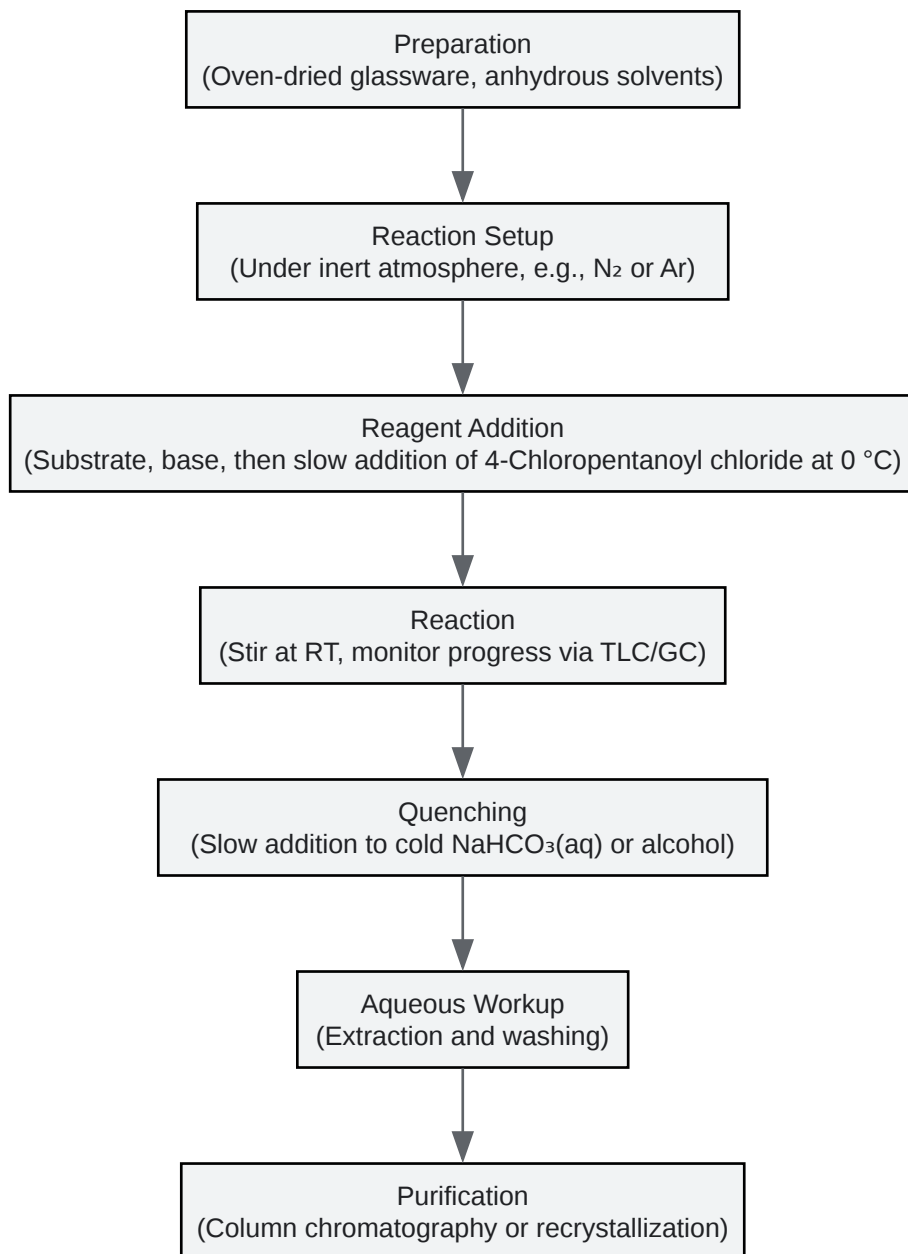 Preparation
(Oven-dried glassware, anhydrous solvents)
Reaction Setup
(Under inert atmosphere, e.g., N₂ or Ar)
Reagent Addition
(Substrate, base, then slow addition of 4-Chloropentanoyl chloride at 0 °C)
Reaction
(Stir at RT, monitor progress via TLC/GC)
Quenching
(Slow addition to cold NaHCO₃(aq) or alcohol)
Aqueous Workup
(Extraction and washing)
Purification
(Column chromatography or recrystallization)